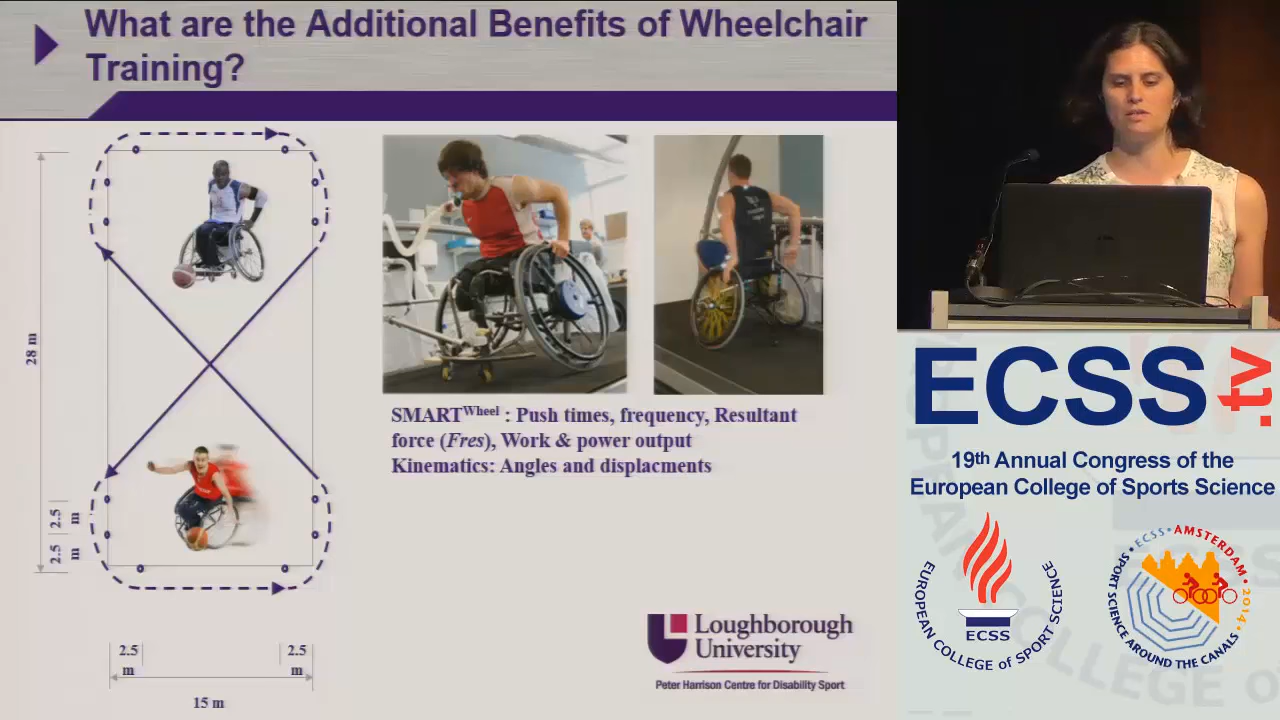 What are the Additional Benefits of Wheelchair
Training?
28 m
2.5 m
2.5 m
2.5 m
2.5 m
15 m
SMARTWheel : Push times, frequency, Resultant
force (Fres), Work & power output
Kinematics: Angles and displacments
Loughborough
University
Peter Harrison Centre for Disability Sport
ECSS.tv
19th Annual Congress of the
European College of Sports Science
EUROPEAN COLLEGE of SPORT SCIENCE
ECSS
ECSS • AMSTERDAM 2014 •
SPORT SCIENCE AROUND THE CANALS